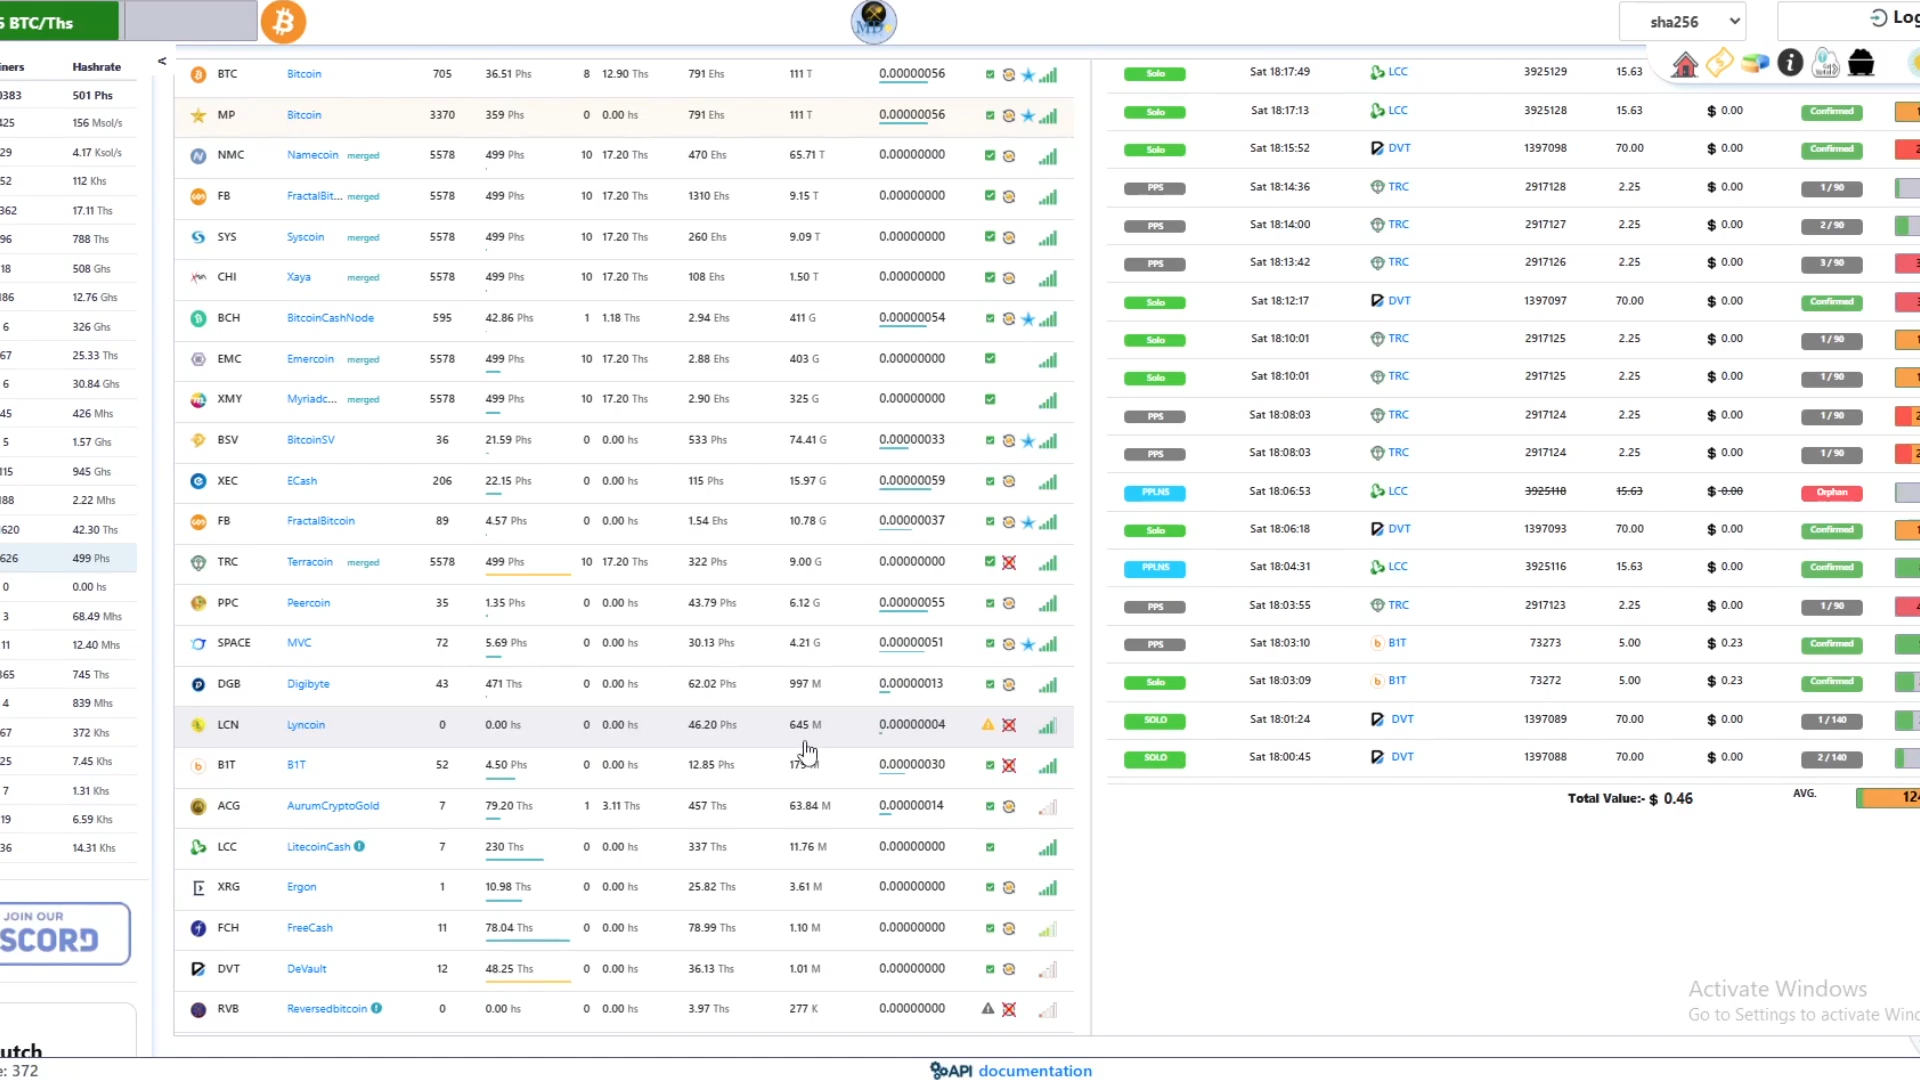 5 BTC/Ths
MD
sha256
Log
iners Hashrate
<
0383 501 Phs
425 156 Msol/s
29 4.17 Ksol/s
52 112 Khs
362 17.11 Ths
96 788 Ths
18 508 Ghs
186 12.76 Ghs
6 326 Ghs
67 25.33 Ths
6 30.84 Ghs
45 426 Mhs
5 1.57 Ghs
115 945 Ghs
188 2.22 Mhs
1620 42.30 Ths
626 499 Phs
0 0.00 hs
3 68.49 Mhs
11 12.40 Mhs
365 745 Ths
4 839 Mhs
67 372 Khs
25 7.45 Khs
7 1.31 Khs
19 6.59 Khs
36 14.31 Khs
JOIN OUR
SCORD
utch
e: 372
BTC Bitcoin 705 36.51 Phs 8 12.90 Ths 791 Ehs 111 T 0.00000056
MP Bitcoin 3370 359 Phs 0 0.00 hs 791 Ehs 111 T 0.00000056
NMC Namecoin merged 5578 499 Phs 10 17.20 Ths 470 Ehs 65.71 T 0.00000000
FB FractalBit... merged 5578 499 Phs 10 17.20 Ths 1310 Ehs 9.15 T 0.00000000
SYS Syscoin merged 5578 499 Phs 10 17.20 Ths 260 Ehs 9.09 T 0.00000000
CHI Xaya merged 5578 499 Phs 10 17.20 Ths 108 Ehs 1.50 T 0.00000000
BCH BitcoinCashNode 595 42.86 Phs 1 1.18 Ths 2.94 Ehs 411 G 0.00000054
EMC Emercoin merged 5578 499 Phs 10 17.20 Ths 2.88 Ehs 403 G 0.00000000
XMY Myriadc... merged 5578 499 Phs 10 17.20 Ths 2.90 Ehs 325 G 0.00000000
BSV BitcoinSV 36 21.59 Phs 0 0.00 hs 533 Phs 74.41 G 0.00000033
XEC ECash 206 22.15 Phs 0 0.00 hs 115 Phs 15.97 G 0.00000059
FB FractalBitcoin 89 4.57 Phs 0 0.00 hs 1.54 Ehs 10.78 G 0.00000037
TRC Terracoin merged 5578 499 Phs 10 17.20 Ths 322 Phs 9.00 G 0.00000000
PPC Peercoin 35 1.35 Phs 0 0.00 hs 43.79 Phs 6.12 G 0.00000055
SPACE MVC 72 5.69 Phs 0 0.00 hs 30.13 Phs 4.21 G 0.00000051
DGB Digibyte 43 471 Ths 0 0.00 hs 62.02 Phs 997 M 0.00000013
LCN Lyncoin 0 0.00 hs 0 0.00 hs 46.20 Phs 645 M 0.00000004
B1T B1T 52 4.50 Phs 0 0.00 hs 12.85 Phs 0.00000030
ACG AurumCryptoGold 7 79.20 Ths 1 3.11 Ths 457 Ths 63.84 M 0.00000014
LCC LitecoinCash 7 230 Ths 0 0.00 hs 337 Ths 11.76 M 0.00000000
XRG Ergon 1 10.98 Ths 0 0.00 hs 25.82 Ths 3.61 M 0.00000000
FCH FreeCash 11 78.04 Ths 0 0.00 hs 78.99 Ths 1.10 M 0.00000000
DVT DeVault 12 48.25 Ths 0 0.00 hs 36.13 Ths 1.01 M 0.00000000
RVB Reversedbitcoin 0 0.00 hs 0 0.00 hs 3.97 Ths 277 K 0.00000000
Solo Sat 18:17:49 LCC 3925129 15.63
Solo Sat 18:17:13 LCC 3925128 15.63 $ 0.00 Confirmed
Solo Sat 18:15:52 DVT 1397098 70.00 $ 0.00 Confirmed
PPS Sat 18:14:36 TRC 2917128 2.25 $ 0.00 1 / 90
PPS Sat 18:14:00 TRC 2917127 2.25 $ 0.00 2 / 90
PPS Sat 18:13:42 TRC 2917126 2.25 $ 0.00 3 / 90
Solo Sat 18:12:17 DVT 1397097 70.00 $ 0.00 Confirmed
Solo Sat 18:10:01 TRC 2917125 2.25 $ 0.00 1 / 90
Solo Sat 18:10:01 TRC 2917125 2.25 $ 0.00 1 / 90
PPS Sat 18:08:03 TRC 2917124 2.25 $ 0.00 1 / 90
PPS Sat 18:08:03 TRC 2917124 2.25 $ 0.00 1 / 90
PPLNS Sat 18:06:53 LCC 3925118 15.63 $ 0.00 Orphan
Solo Sat 18:06:18 DVT 1397093 70.00 $ 0.00 Confirmed
PPLNS Sat 18:04:31 LCC 3925116 15.63 $ 0.00 Confirmed
PPS Sat 18:03:55 TRC 2917123 2.25 $ 0.00 1 / 90
PPS Sat 18:03:10 B1T 73273 5.00 $ 0.23 Confirmed
Solo Sat 18:03:09 B1T 73272 5.00 $ 0.23 Confirmed
SOLO Sat 18:01:24 DVT 1397089 70.00 $ 0.00 1 / 140
SOLO Sat 18:00:45 DVT 1397088 70.00 $ 0.00 2 / 140
Total Value:- $ 0.46 AVG. 124
Activate Windows
Go to Settings to activate Wind
API documentation